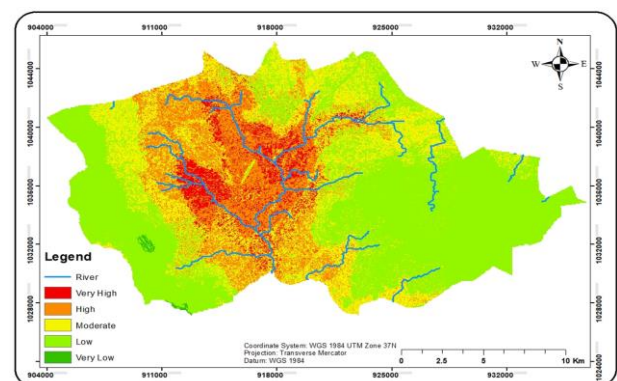 904000 911000 918000 925000 932000
N
W E
S
1044000 1044000
1040000 1040000
1036000 1036000
1032000 1032000
1028000 1028000
1024000
Legend
River
Very High
High
Moderate
Low
Very Low
Coordinate System: WGS 1984 UTM Zone 37N
Projection: Transverse Mercator
Datum: WGS 1984
0 2.5 5 10 Km
904000 911000 918000 925000 932000